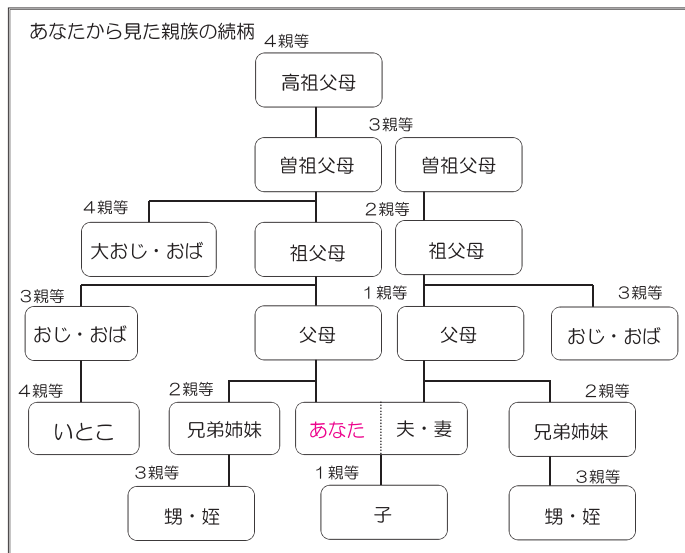 あなたから見た親族の続柄
4親等
高祖父母
3親等
曽祖父母
曽祖父母
4親等
2親等
大おじ・おば
祖父母
祖父母
3親等
1親等
3親等
おじ・おば
父母
父母
おじ・おば
4親等
2親等
2親等
いとこ
兄弟姉妹
あなた
夫・妻
兄弟姉妹
3親等
1親等
3親等
甥・姪
子
甥・姪